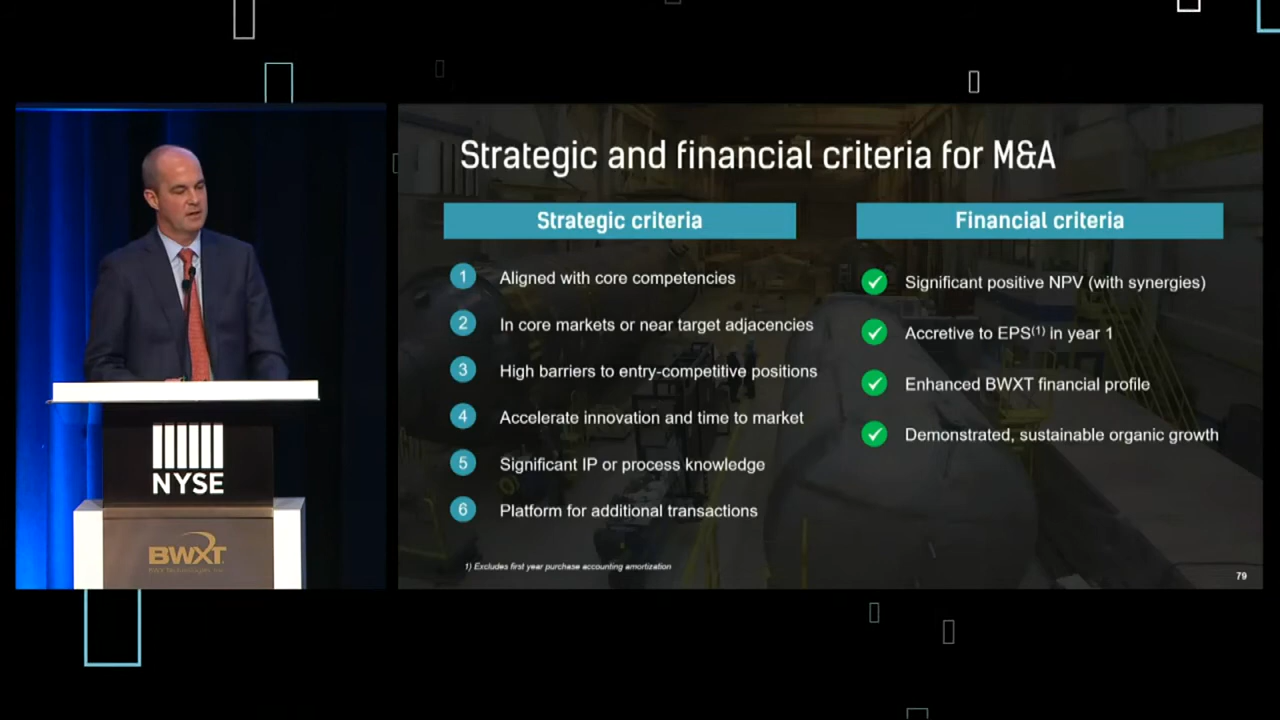 Strategic and financial criteria for M&A
Strategic criteria
1 Aligned with core competencies
2 In core markets or near target adjacencies
3 High barriers to entry-competitive positions
4 Accelerate innovation and time to market
5 Significant IP or process knowledge
6 Platform for additional transactions
Financial criteria
Significant positive NPV (with synergies)
Accretive to EPS(1) in year 1
Enhanced BWXT financial profile
Demonstrated, sustainable organic growth
1) Excludes first year purchase accounting amortization
79
NYSE
BWXT